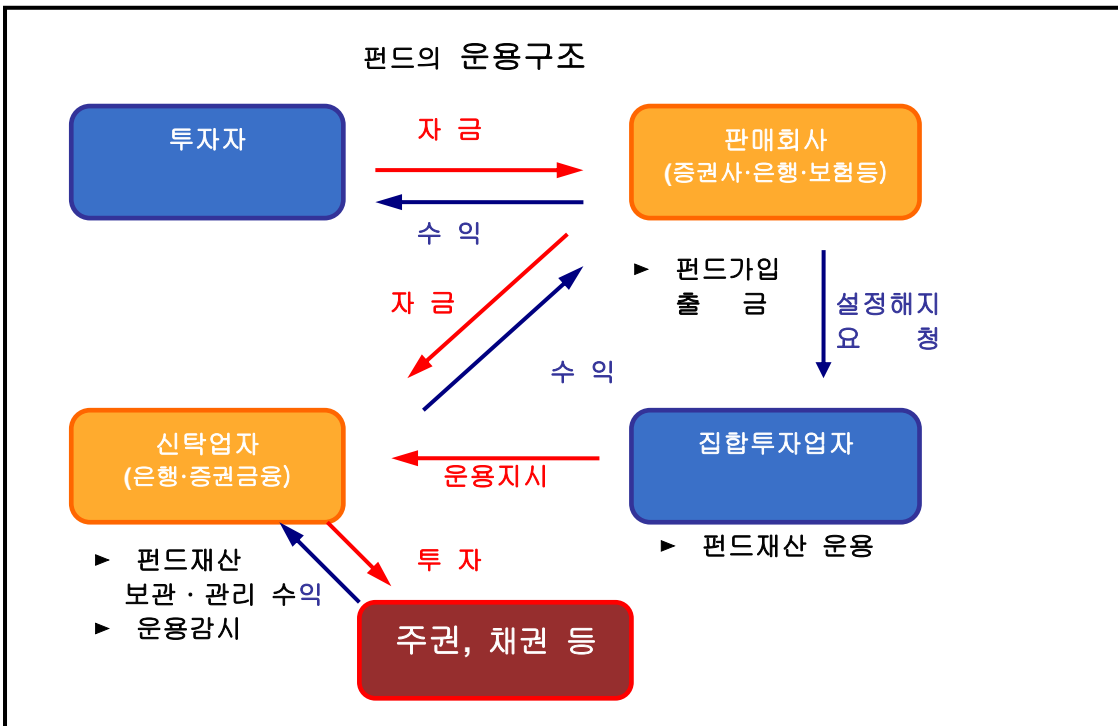 펀드의 운용구조
투자자
자 금
판매회사
(증권사·은행·보험등)
수 익
► 펀드가입
출 금
자 금
설정해지
요 청
수 익
신탁업자
(은행·증권금융)
집합투자업자
운용지시
► 펀드재산 운용
► 펀드재산
보관 · 관리 수익
► 운용감시
투 자
주권, 채권 등